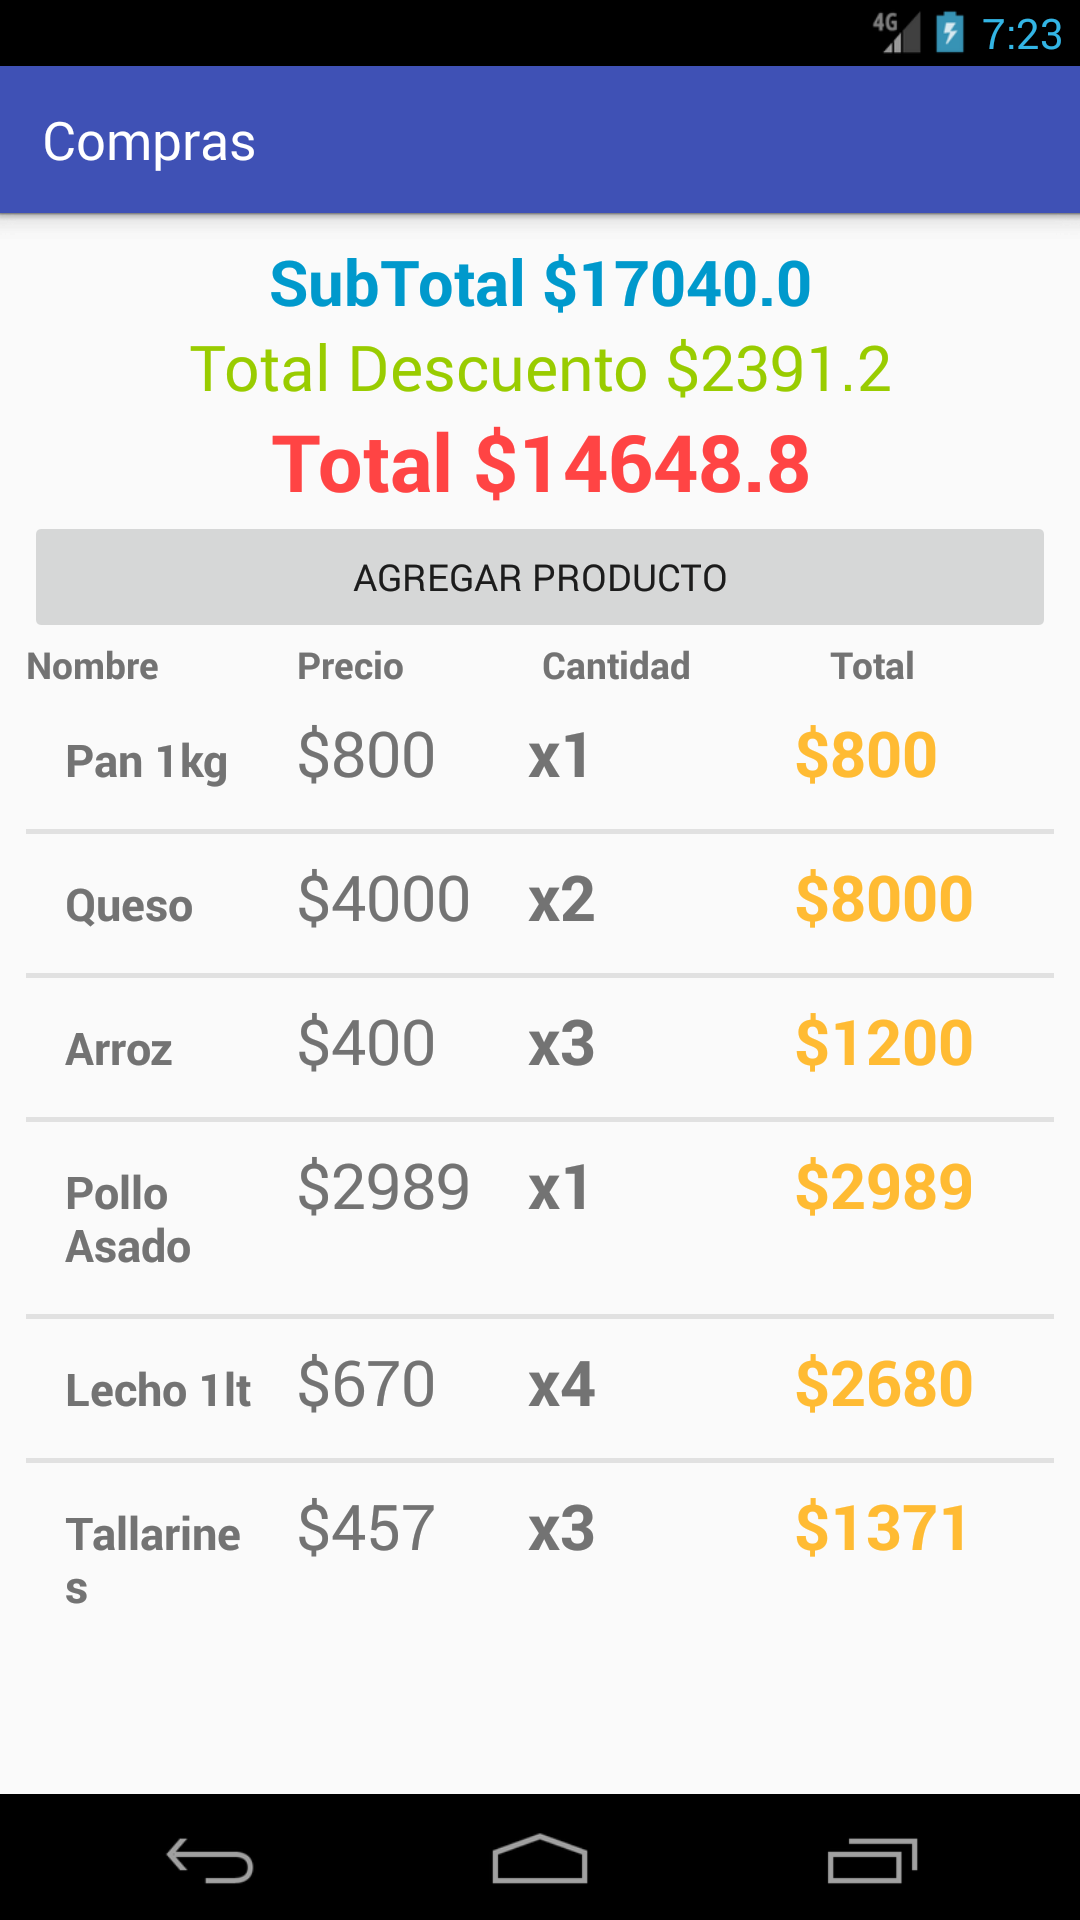 4G 7:23
Compras
SubTotal $17040.0
Total Descuento $2391.2
Total $14648.8
AGREGAR PRODUCTO
Nombre Precio Cantidad Total
Pan 1kg $800 x1 $800
Queso $4000 x2 $8000
Arroz $400 x3 $1200
Pollo $2989 x1 $2989
Asado
Lecho 1lt $670 x4 $2680
Tallarine $457 x3 $1371
s